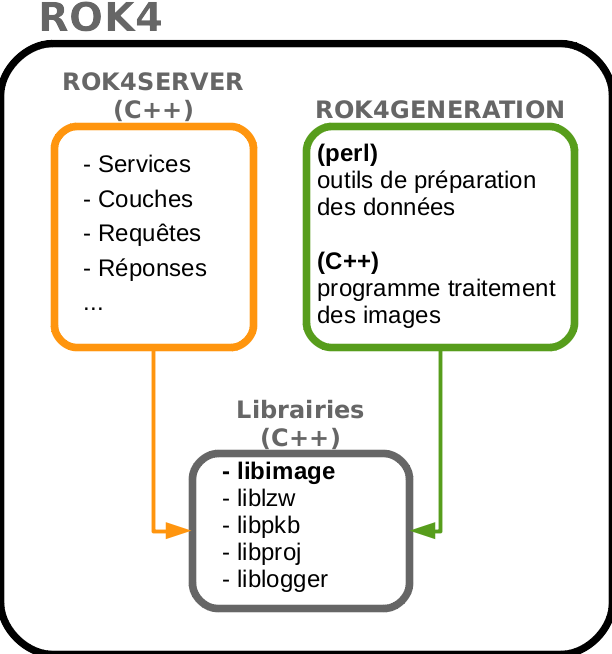 ROK4
ROK4SERVER
(C++)
- Services
- Couches
- Requêtes
- Réponses
...
ROK4GENERATION
(perl)
outils de préparation
des données
(C++)
programme traitement
des images
Librairies
(C++)
- libimage
- liblzw
- libpkb
- libproj
- liblogger